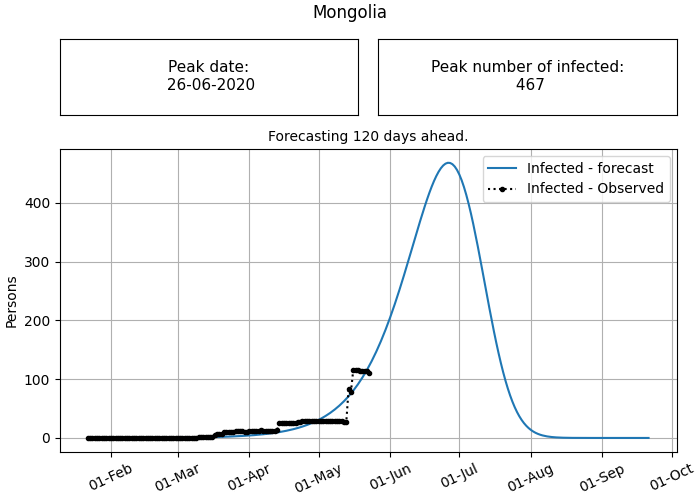 Mongolia
Peak date:
26-06-2020
Peak number of infected:
467
Forecasting 120 days ahead.
Infected - forecast
Infected - Observed
Persons
400
300
200
100
0
01-Feb
01-Mar
01-Apr
01-May
01-Jun
01-Jul
01-Aug
01-Sep
01-Oct